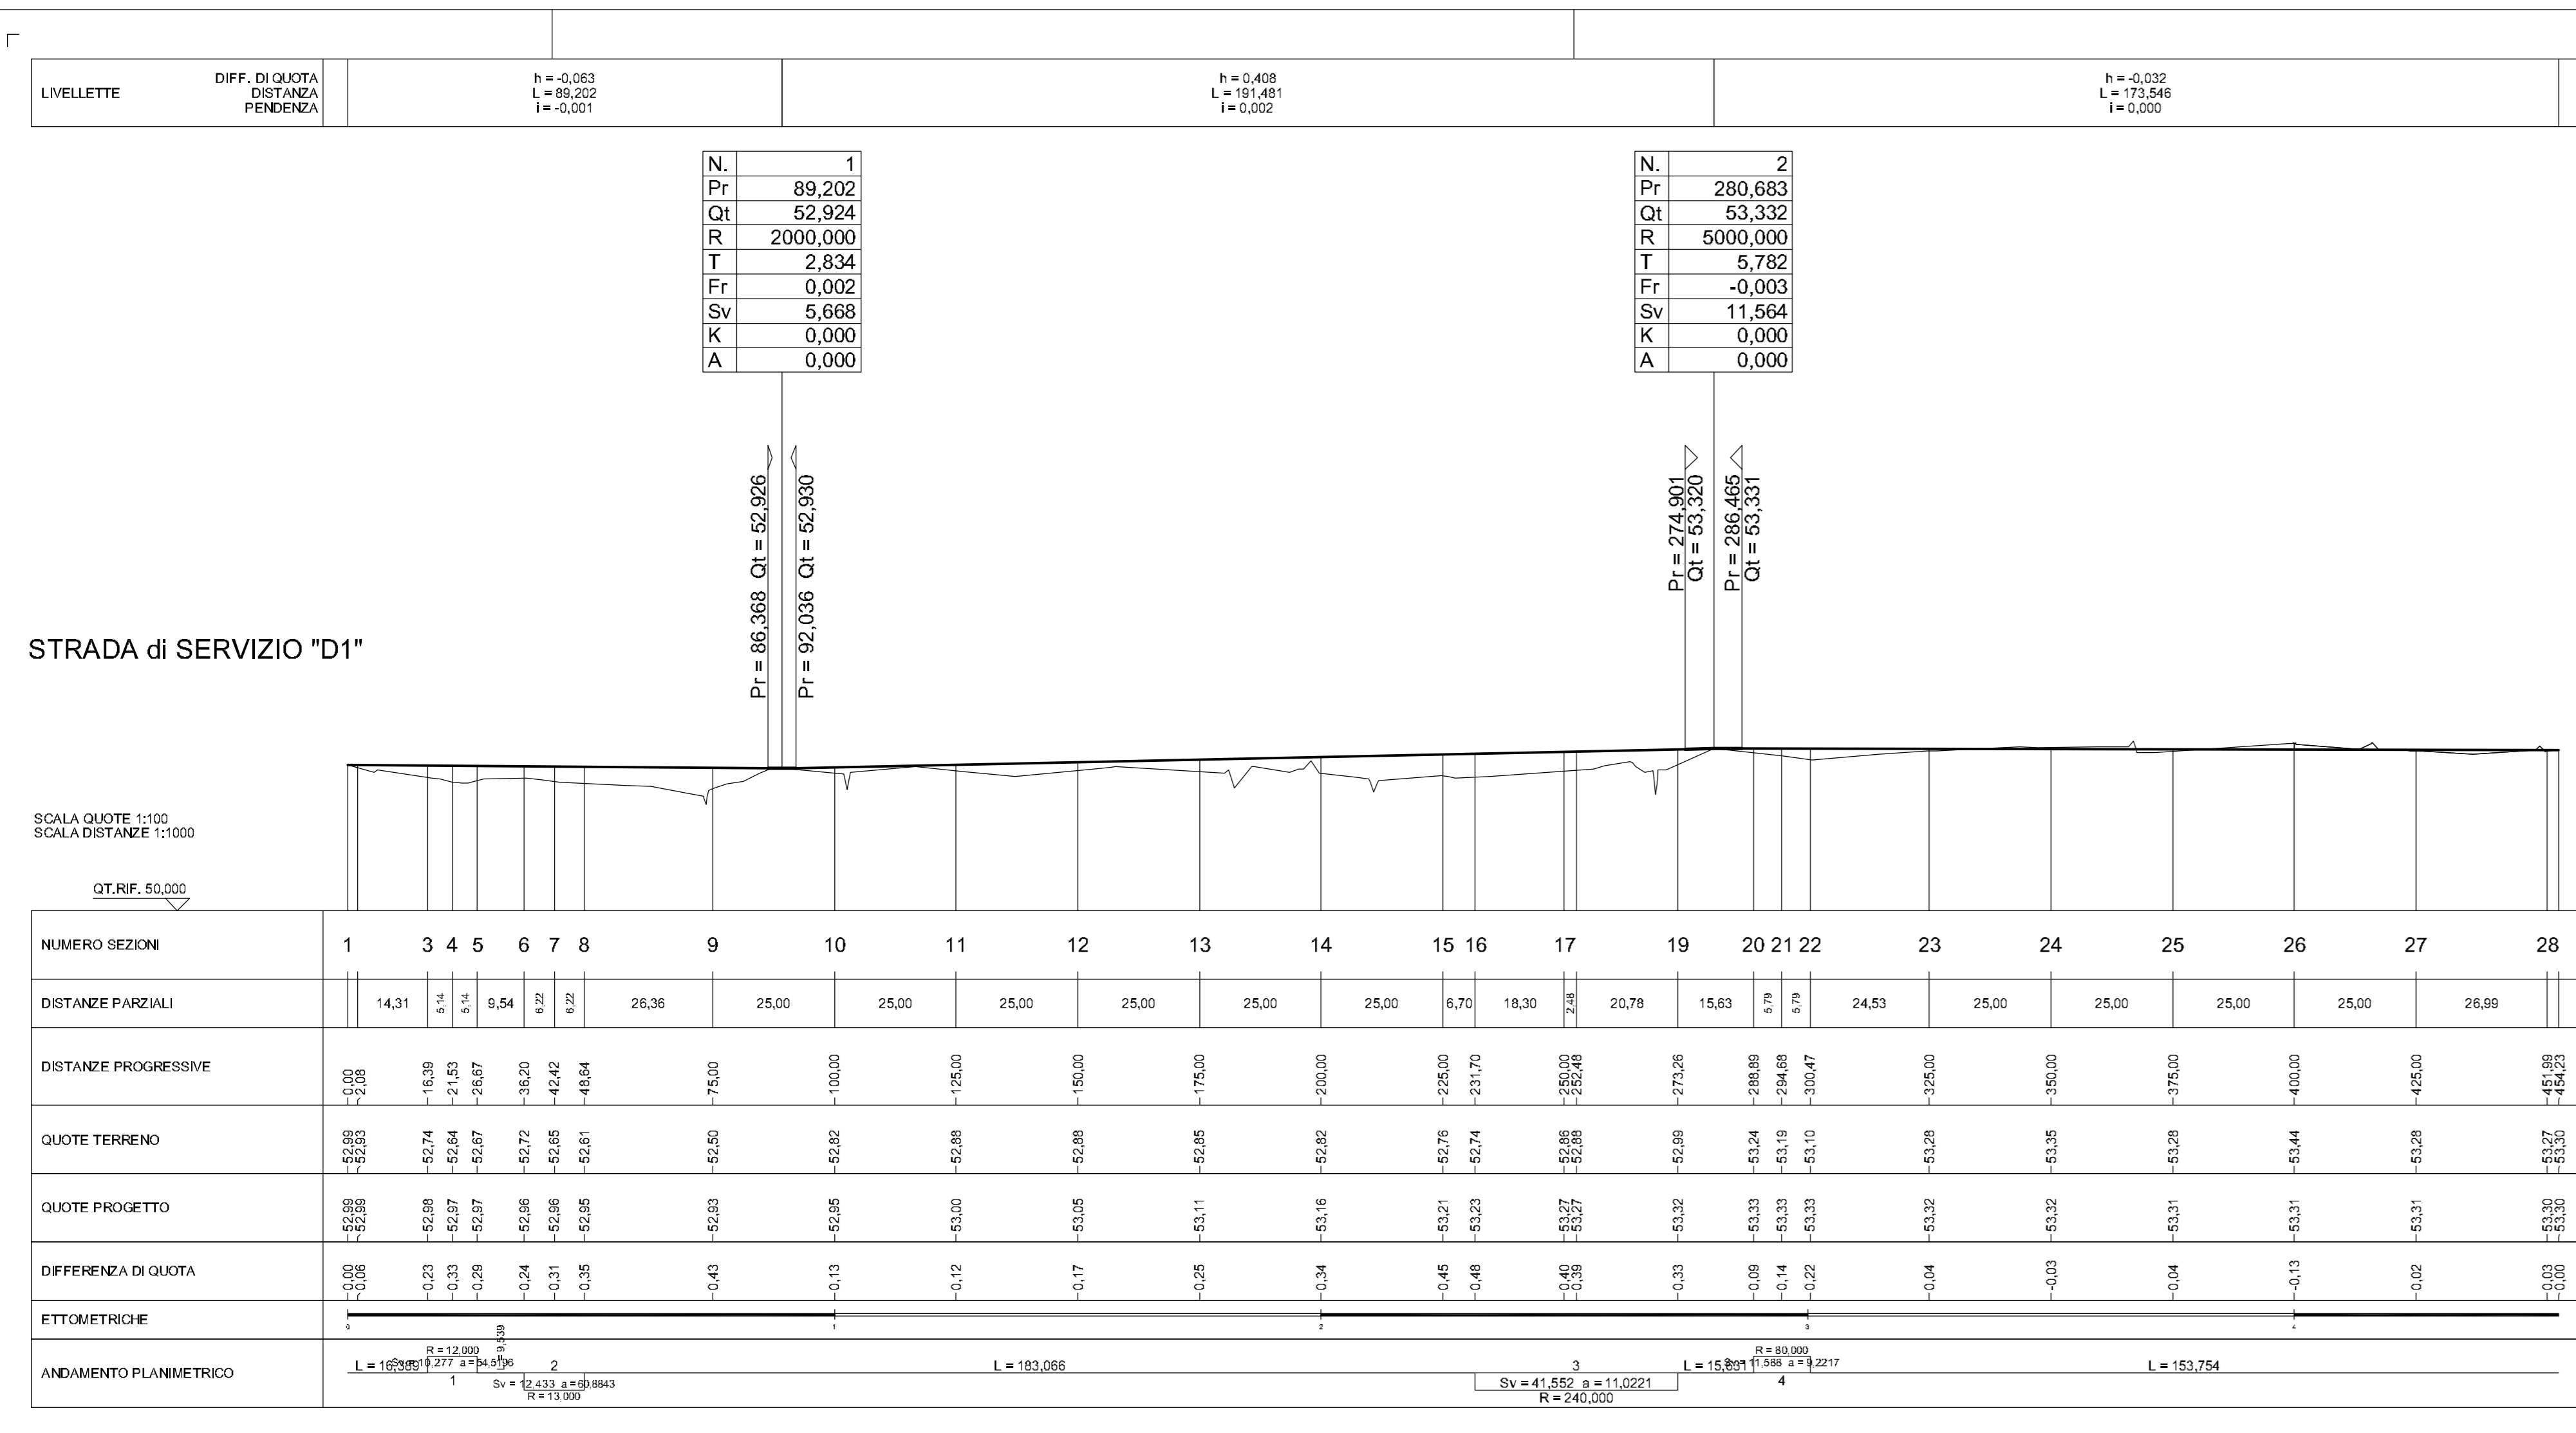 LIVELLETTE
DIFF. DI QUOTA
DISTANZA
PENDENZA
h = -0,063
L = 89,202
i = -0,001
h = 0,408
L = 191,481
i = 0,002
h = -0,032
L = 173,546
i = 0,000
N. 1
Pr 89,202
Qt 52,924
R 2000,000
T 2,834
Fr 0,002
Sv 5,668
K 0,000
A 0,000
N. 2
Pr 280,683
Qt 53,332
R 5000,000
T 5,782
Fr -0,003
Sv 11,564
K 0,000
A 0,000
Pr = 86,368 Qt = 52,926
Pr = 92,036 Qt = 52,930
Pr = 274,901
Qt = 53,320
Pr = 286,465
Qt = 53,331
STRADA di SERVIZIO "D1"
SCALA QUOTE 1:100
SCALA DISTANZE 1:1000
QT.RIF. 50,000
NUMERO SEZIONI 1 3 4 5 6 7 8 9 10 11 12 13 14 15 16 17 19 20 21 22 23 24 25 26 27 28
DISTANZE PARZIALI 14,31 5,14 5,14 9,54 6,22 6,22 26,36 25,00 25,00 25,00 25,00 25,00 25,00 6,70 18,30 2,48 20,78 15,63 5,79 5,79 24,53 25,00 25,00 25,00 25,00 26,99
DISTANZE PROGRESSIVE 0,00 2,08 16,39 21,53 26,67 36,20 42,42 48,64 75,00 100,00 125,00 150,00 175,00 200,00 225,00 231,70 250,00 252,48 273,26 288,89 294,68 300,47 325,00 350,00 375,00 400,00 425,00 451,99 454,23
QUOTE TERRENO 52,99 52,93 52,74 52,64 52,67 52,72 52,65 52,61 52,50 52,82 52,88 52,88 52,85 52,82 52,76 52,74 52,86 52,88 52,99 53,24 53,19 53,10 53,28 53,35 53,28 53,44 53,28 53,27 53,30
QUOTE PROGETTO 52,99 52,99 52,98 52,97 52,97 52,96 52,96 52,95 52,93 52,95 53,00 53,05 53,11 53,16 53,21 53,23 53,27 53,27 53,32 53,33 53,33 53,33 53,32 53,32 53,31 53,31 53,31 53,30 53,30
DIFFERENZA DI QUOTA 0,00 0,06 0,23 0,33 0,29 0,24 0,31 0,35 0,43 0,13 0,12 0,17 0,25 0,34 0,45 0,48 0,40 0,39 0,33 0,09 0,14 0,22 0,04 -0,03 0,04 -0,13 0,02 0,03 0,00
ETTOMETRICHE 0 1 2 3 4
ANDAMENTO PLANIMETRICO
L = 16,389
R = 12,000
Sv = 10,277 a = 54,5196
1
L = 9,539
2
Sv = 12,433 a = 60,8843
R = 13,000
L = 183,066
3
Sv = 41,552 a = 11,0221
R = 240,000
L = 15,631
R = 80,000
Sv = 11,588 a = 9,2217
4
L = 153,754